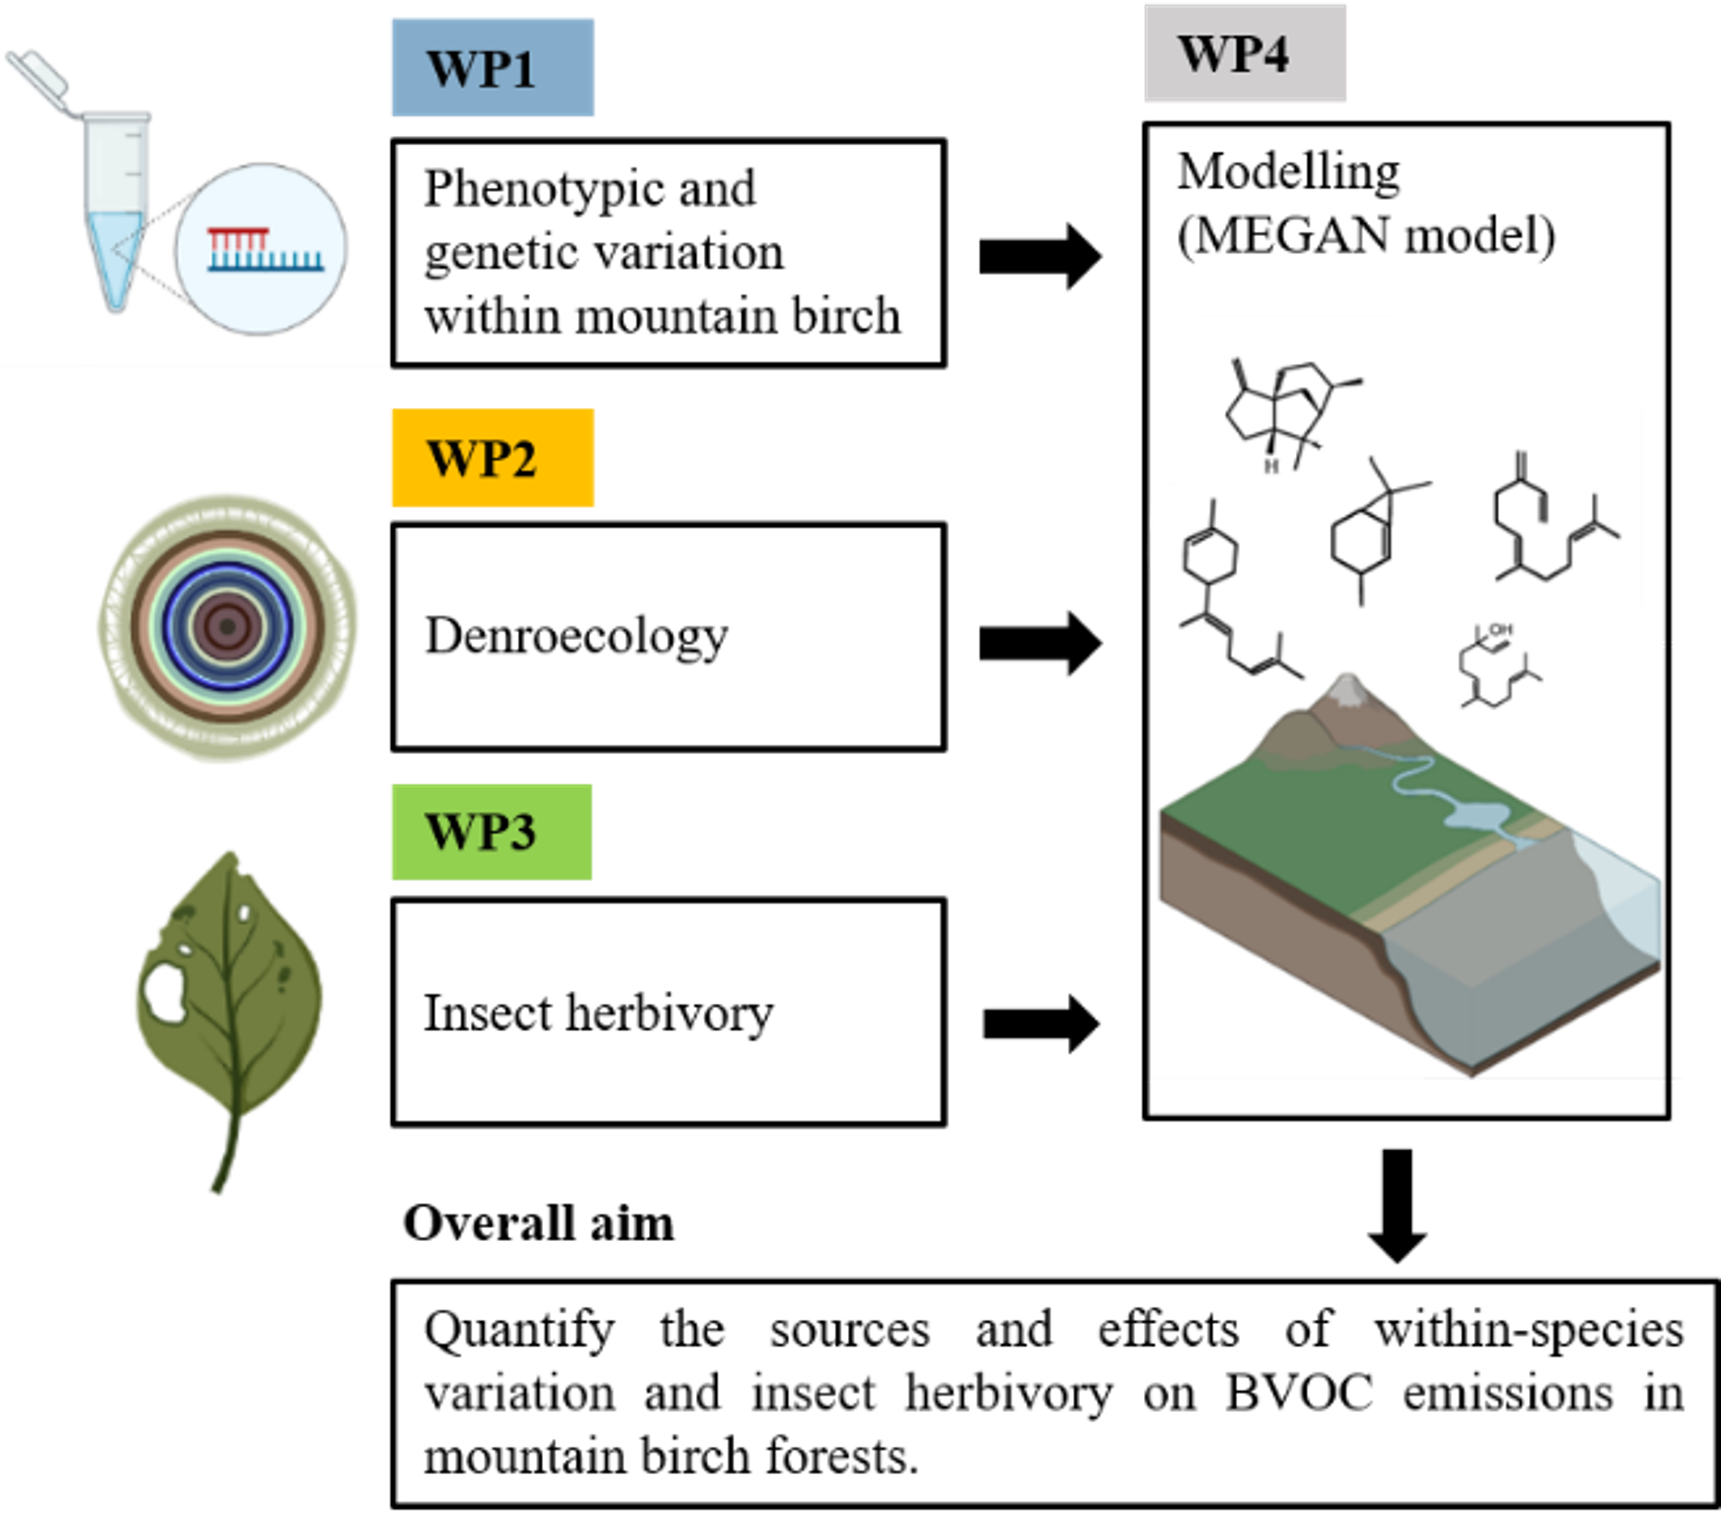 WP1
Phenotypic and
genetic variation
within mountain birch
WP2
Denroecology
WP3
Insect herbivory
WP4
Modelling
(MEGAN model)
H
OH
Overall aim
Quantify the sources and effects of within-species
variation and insect herbivory on BVOC emissions in
mountain birch forests.